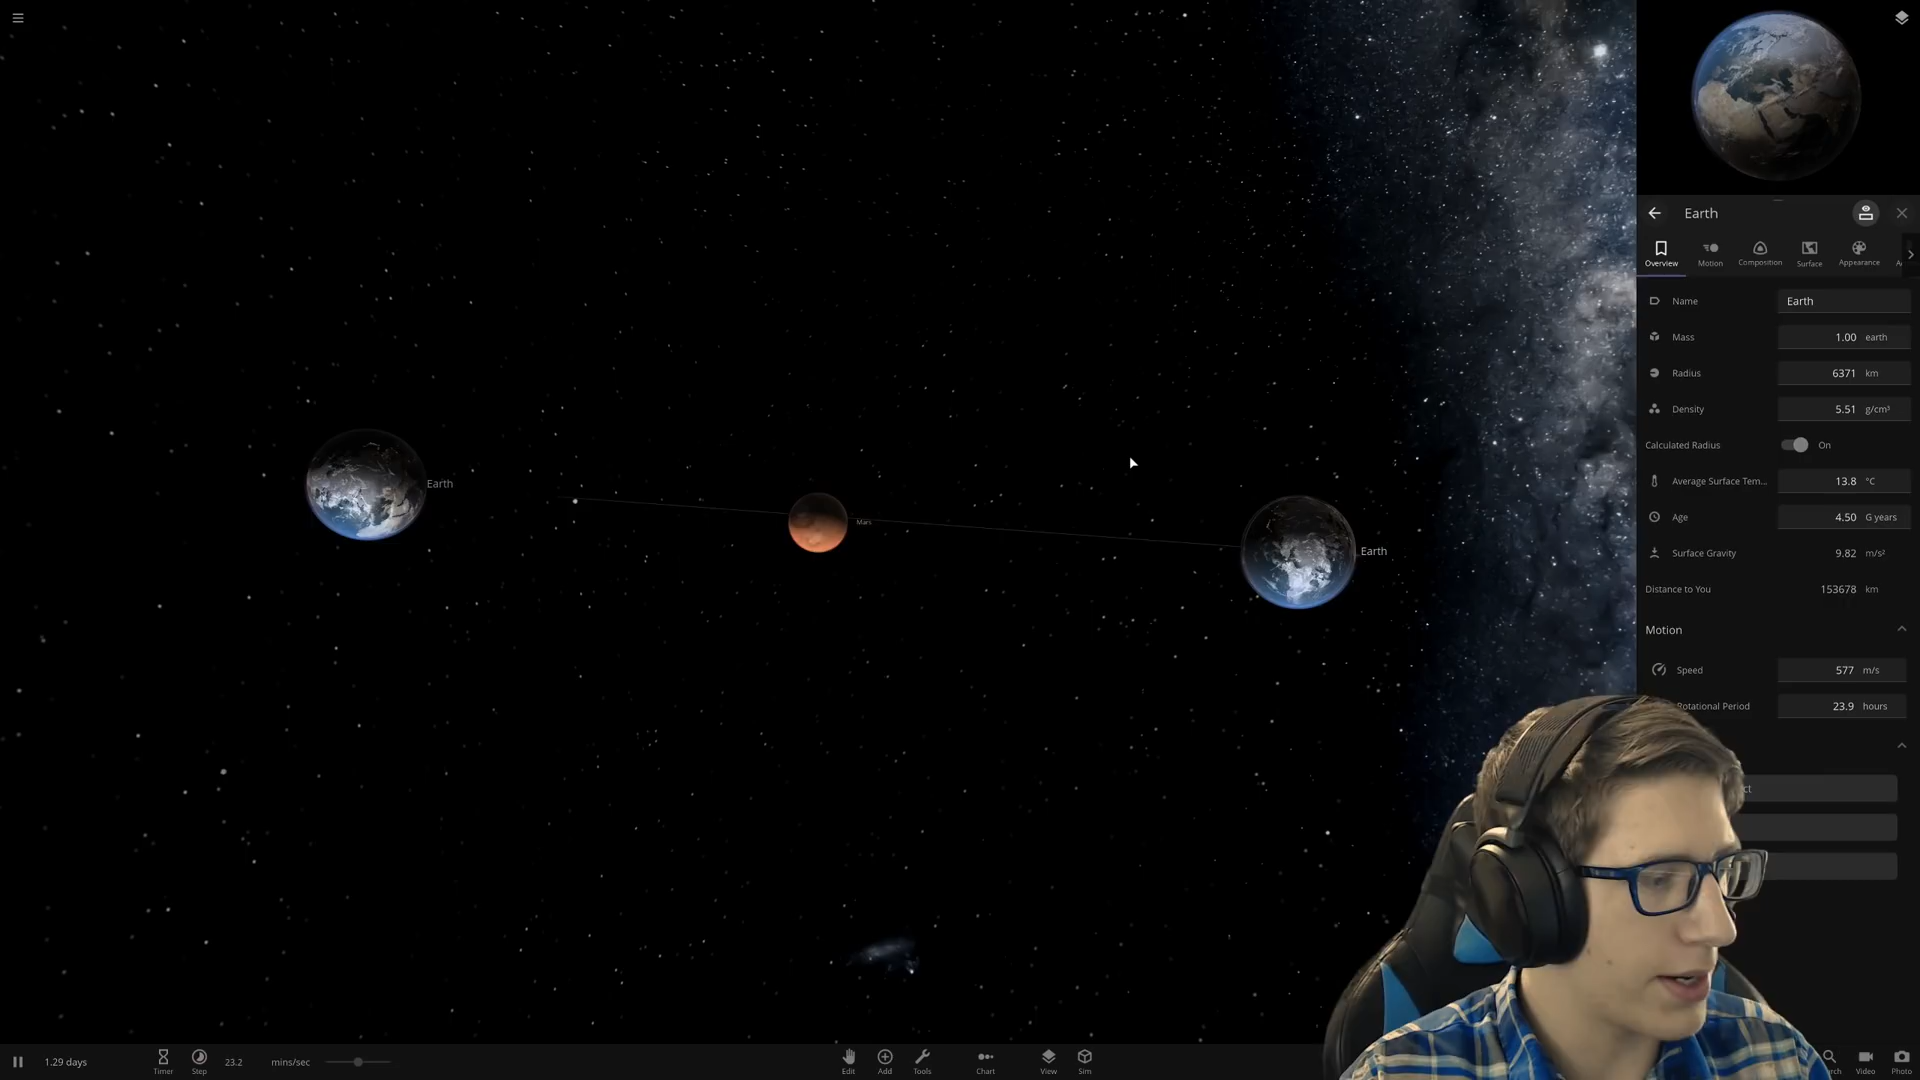 Earth
Overview
Motion
Composition
Surface
Appearance
Name Earth
Mass 1.00 earth
Radius 6371 km
Density 5.51 g/cm³
Calculated Radius On
Average Surface Tem... 13.8 °C
Age 4.50 G years
Surface Gravity 9.82 m/s²
Distance to You 153678 km
Motion
Speed 577 m/s
Rotational Period 23.9 hours
Earth
Mars
Earth
1.29 days
Timer
Step
23.2 mins/sec
Edit
Add
Tools
Chart
View
Sim
Video
Photo